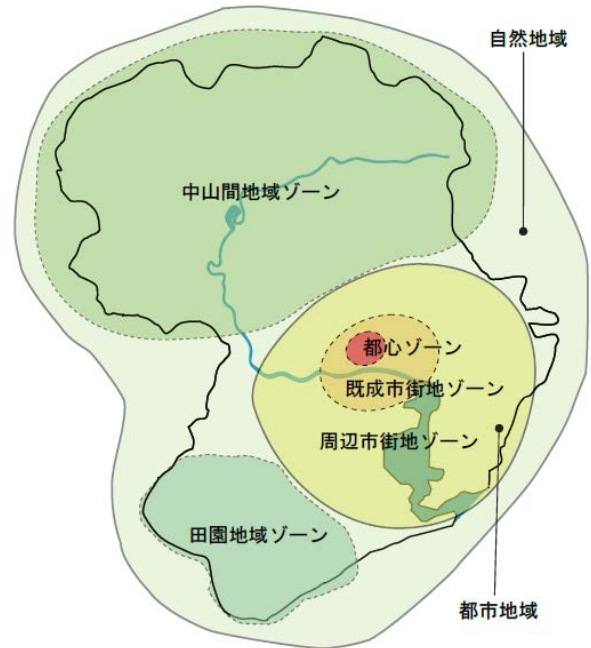 自然地域
中山間地域ゾーン
都心ゾーン
既成市街地ゾーン
周辺市街地ゾーン
田園地域ゾーン
都市地域